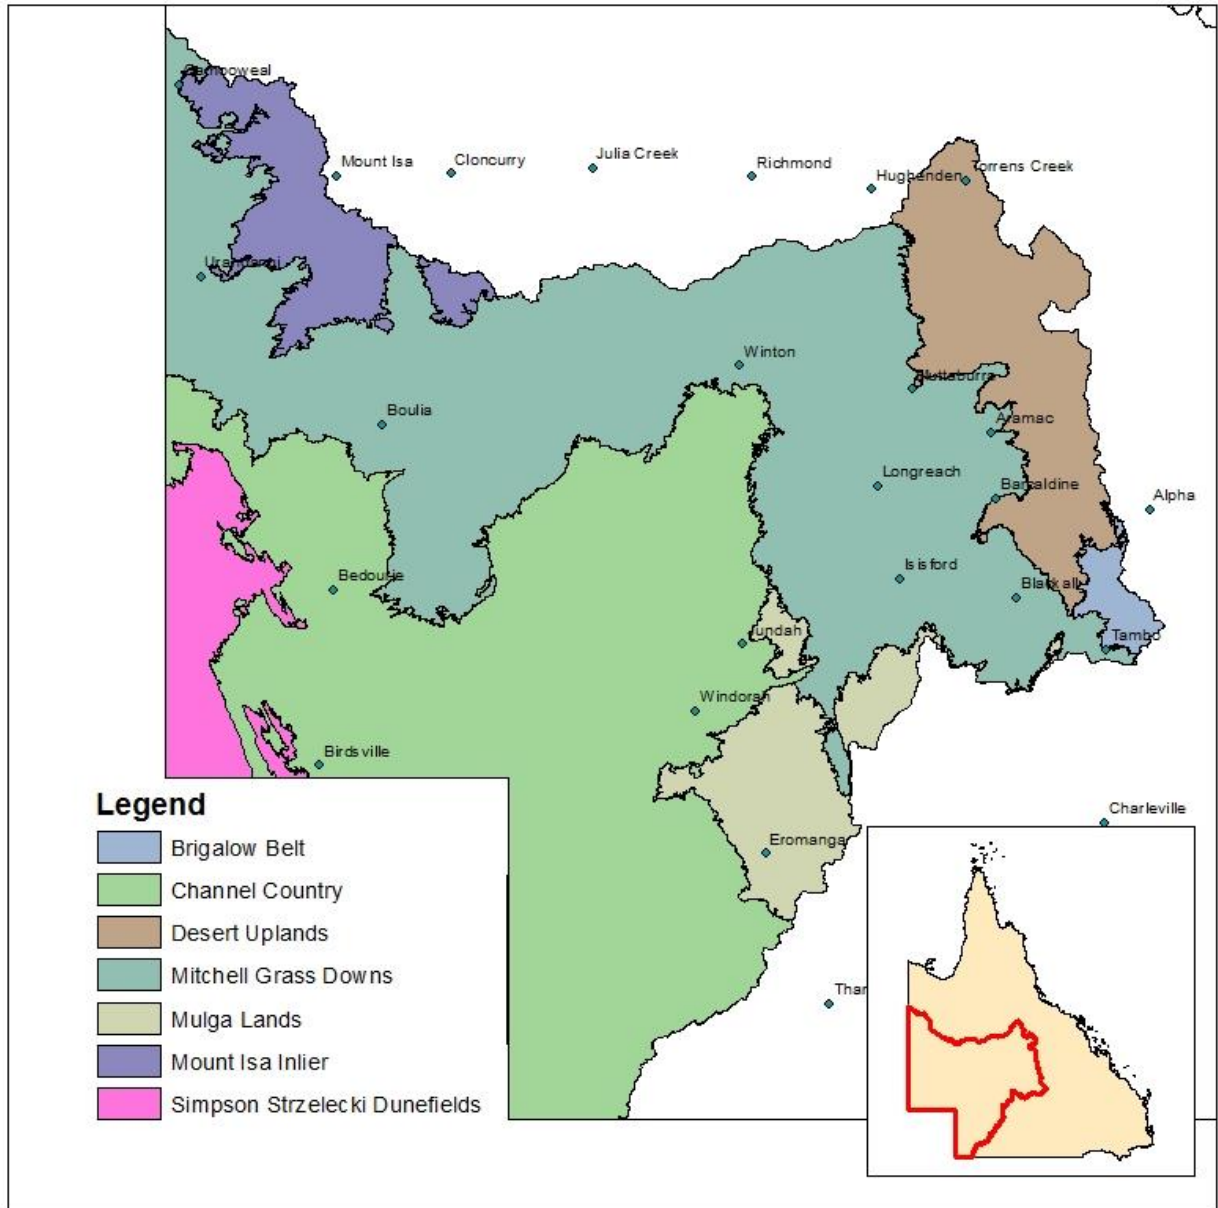 Camooweal
Mount Isa
Cloncurry
Julia Creek
Richmond
Hughenden
Torrens Creek
Urandangi
Winton
Muttaburra
Boulia
Aramac
Longreach
Barcaldine
Alpha
Bedourie
Isisford
Blackall
Jundah
Tambo
Windorah
Birdsville
Legend
Brigalow Belt
Channel Country
Desert Uplands
Mitchell Grass Downs
Mulga Lands
Mount Isa Inlier
Simpson Strzelecki Dunefields
Charleville
Eromanga
Thar